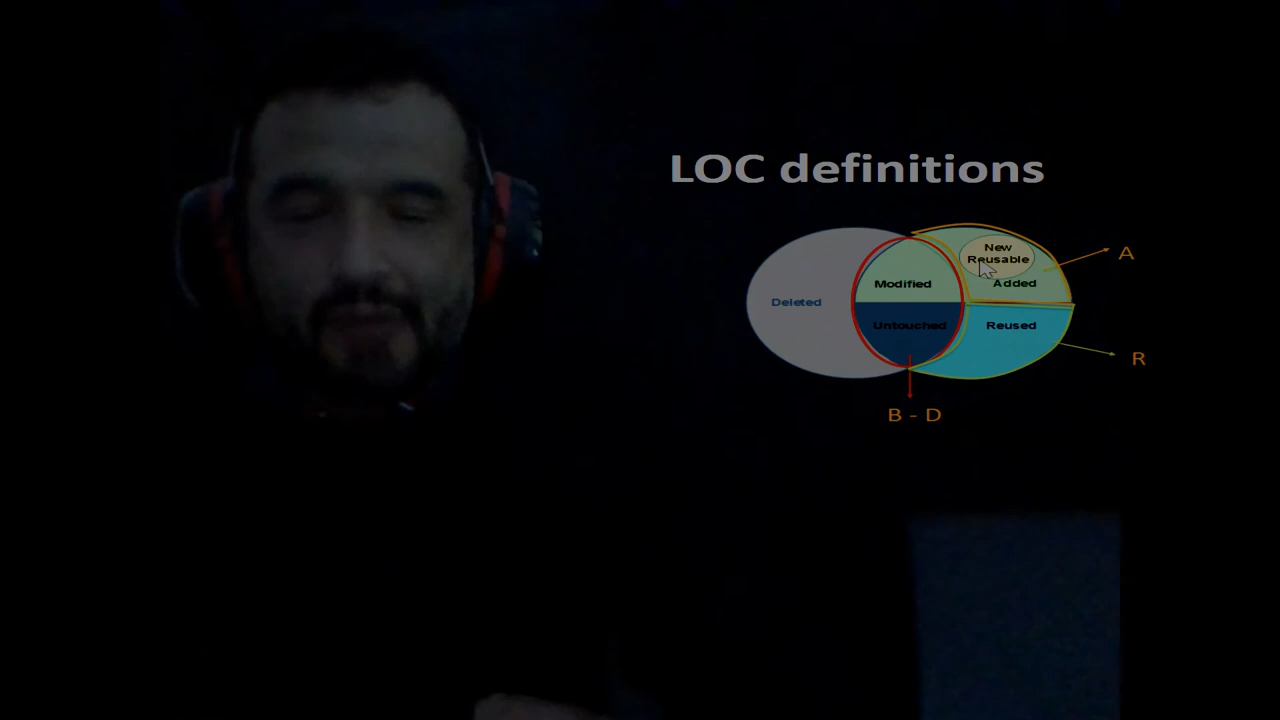 LOC definitions
New
Reusable
A
Modified
Added
Deleted
Untouched
Reused
R
B - D